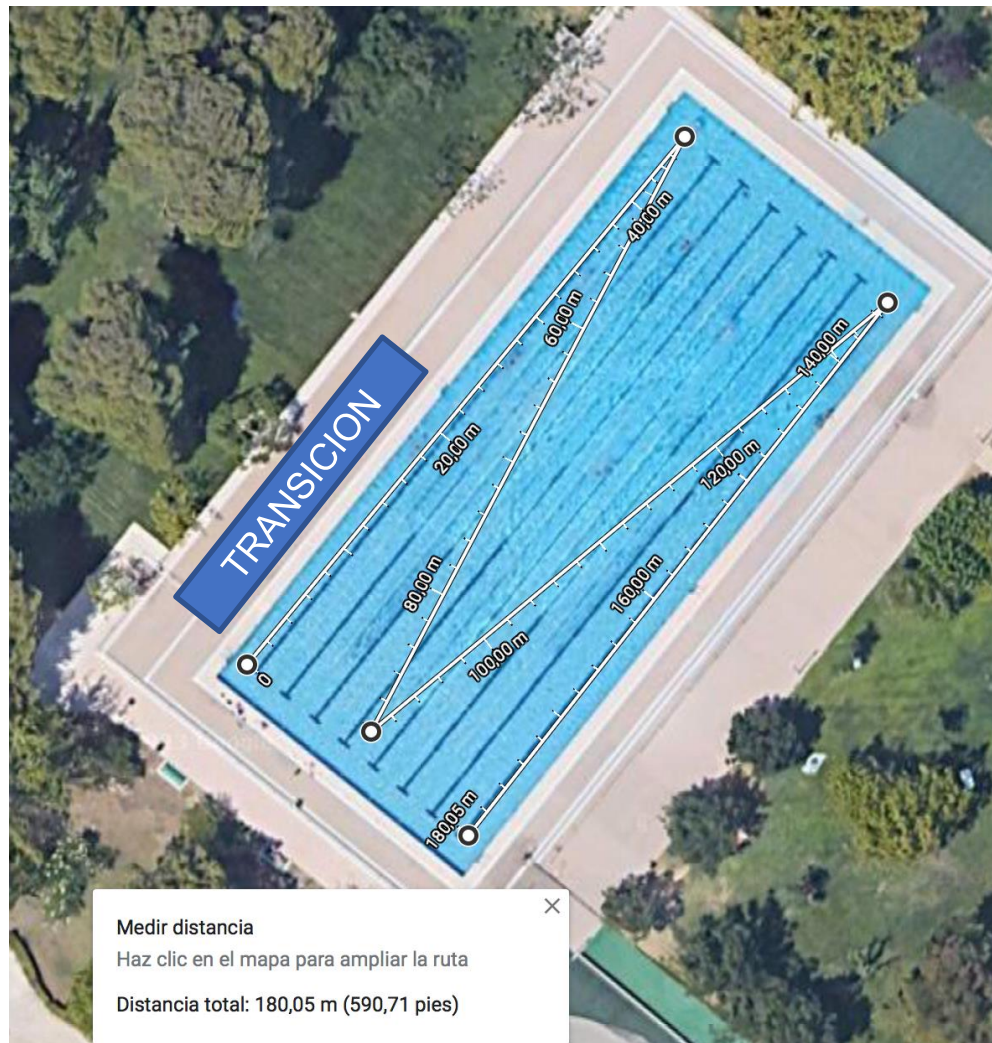 40,00 m
60,00 m
140,00 m
TRANSICION
20,00 m
120,00 m
80,00 m
160,00 m
100,00 m
0
180,05 m
Medir distancia
Haz clic en el mapa para ampliar la ruta
Distancia total: 180,05 m (590,71 pies)